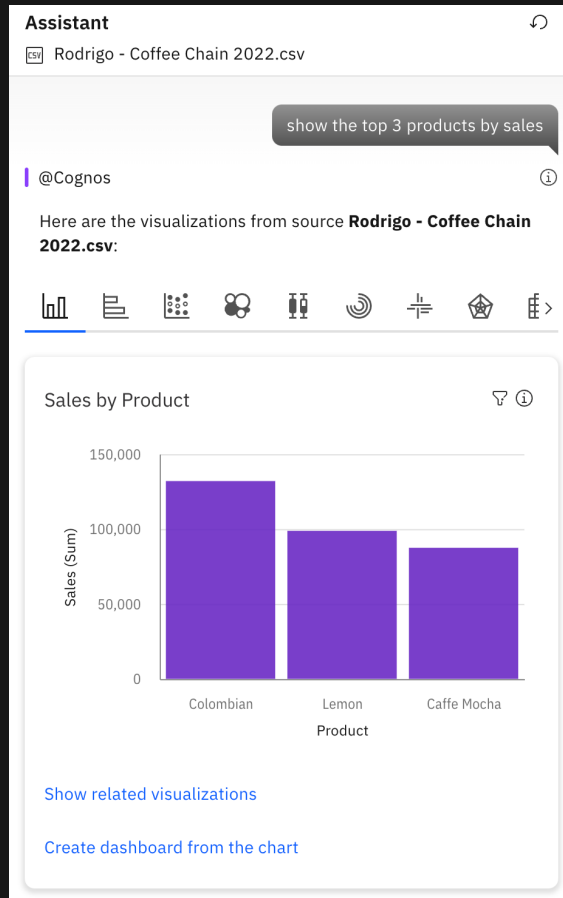 Assistant
CSV Rodrigo - Coffee Chain 2022.csv
show the top 3 products by sales
@Cognos
Here are the visualizations from source Rodrigo - Coffee Chain
2022.csv:
Sales by Product
150,000
100,000
50,000
0
Sales (Sum)
Colombian Lemon Caffe Mocha
Product
Show related visualizations
Create dashboard from the chart